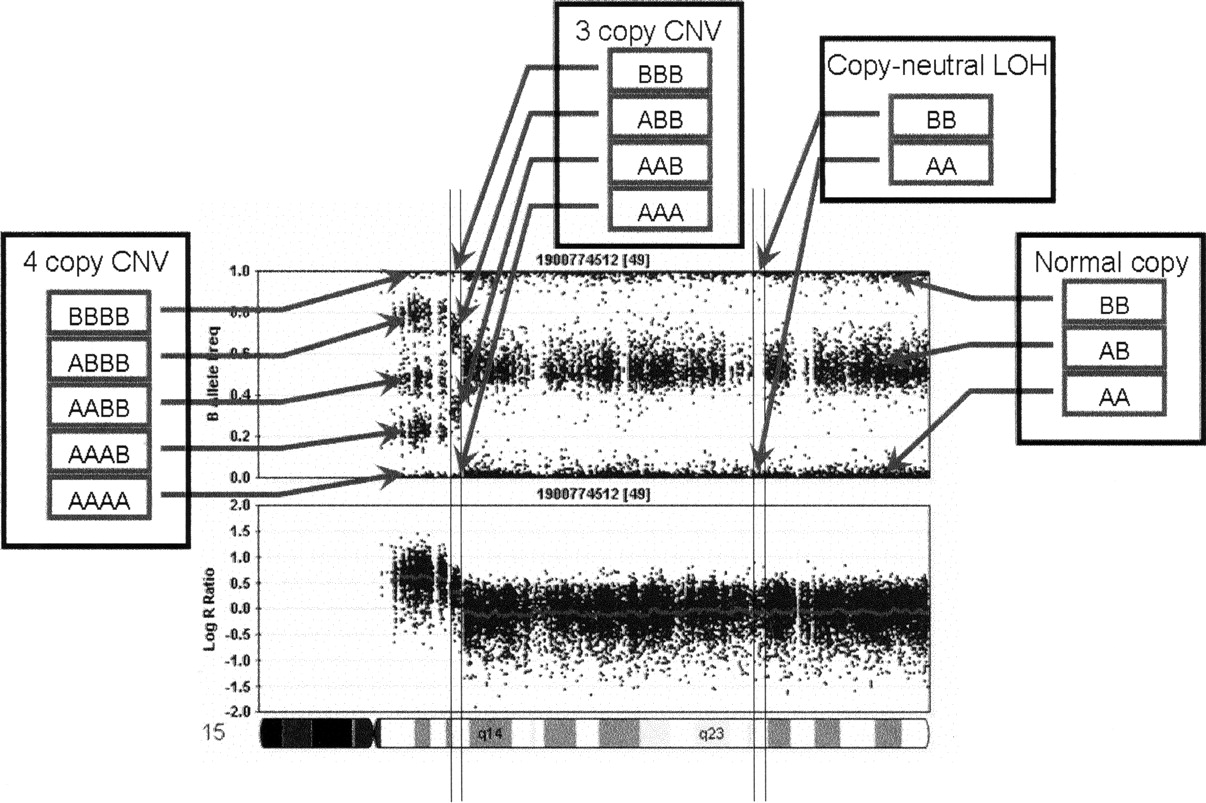 3 copy CNV
BBB
ABB
AAB
AAA
Copy-neutral LOH
BB
AA
4 copy CNV
BBBB
ABBB
AABB
AAAB
AAAA
Normal copy
BB
AB
AA
1900774512 [49]
B Allele Freq
1.0
0.8
0.6
0.4
0.2
0.0
1900774512 [49]
Log R Ratio
2.0
1.5
1.0
0.5
0.0
-0.5
-1.0
-1.5
-2.0
15
q14
q23